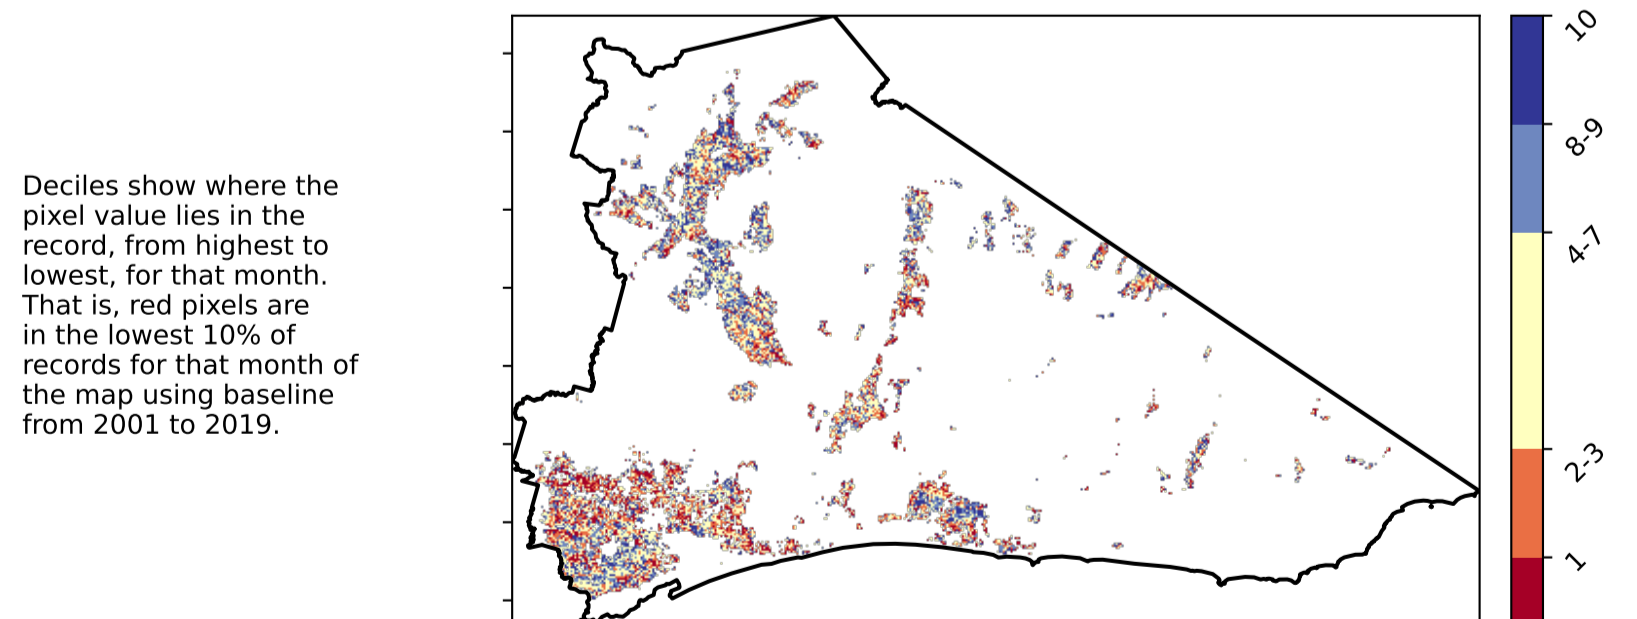 Deciles show where the
pixel value lies in the
record, from highest to
lowest, for that month.
That is, red pixels are
in the lowest 10% of
records for that month of
the map using baseline
from 2001 to 2019.
10
8-9
4-7
2-3
1